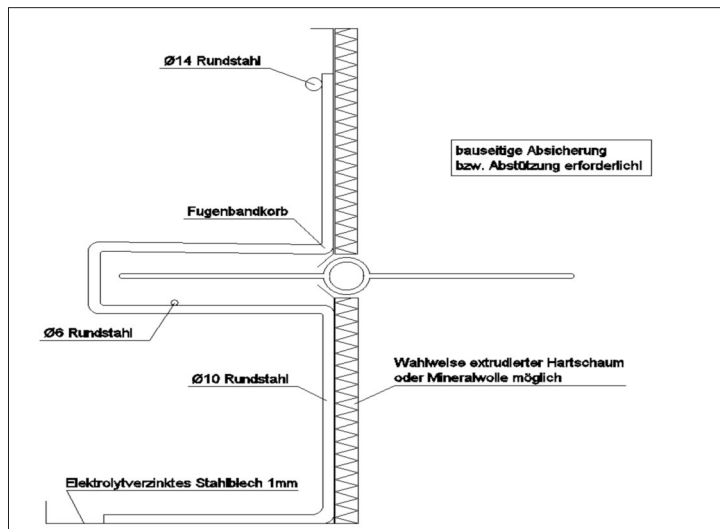 Ø14 Rundstahl
bauseitige Absicherung
bzw. Abstützung erforderlich!
Fugenbandkorb
Ø6 Rundstahl
Wahlweise extrudierter Hartschaum
oder Mineralwolle möglich
Ø10 Rundstahl
Elektrolytverzinktes Stahlblech 1mm